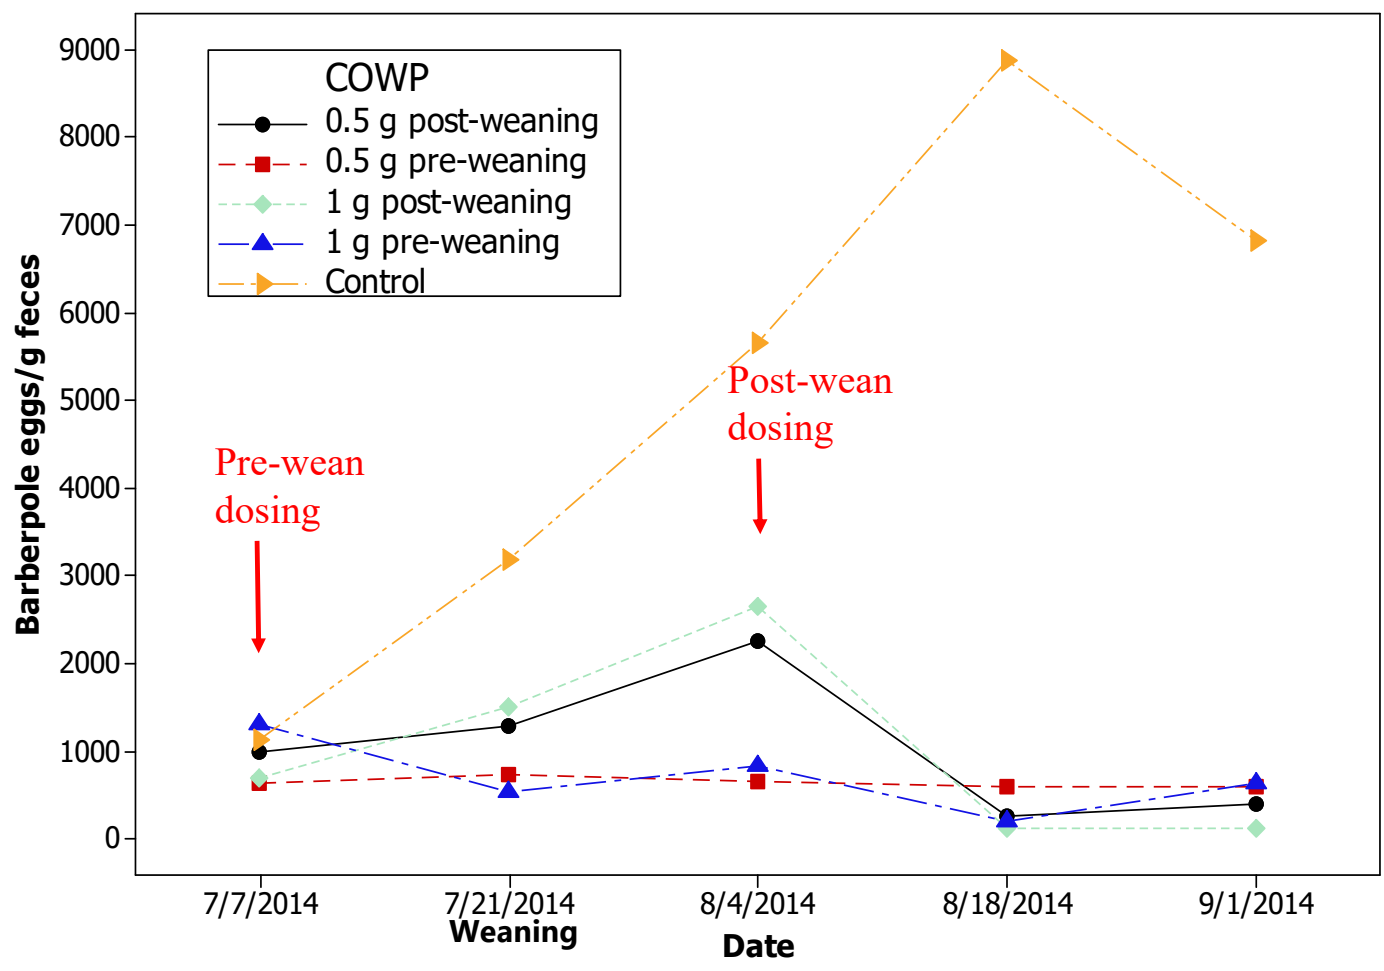 9000
8000
7000
6000
5000
4000
3000
2000
1000
0
Barberpole eggs/g feces
COWP
0.5 g post-weaning
0.5 g pre-weaning
1 g post-weaning
1 g pre-weaning
Control
Pre-wean
dosing
Post-wean
dosing
7/7/2014
7/21/2014
8/4/2014
8/18/2014
9/1/2014
Weaning
Date